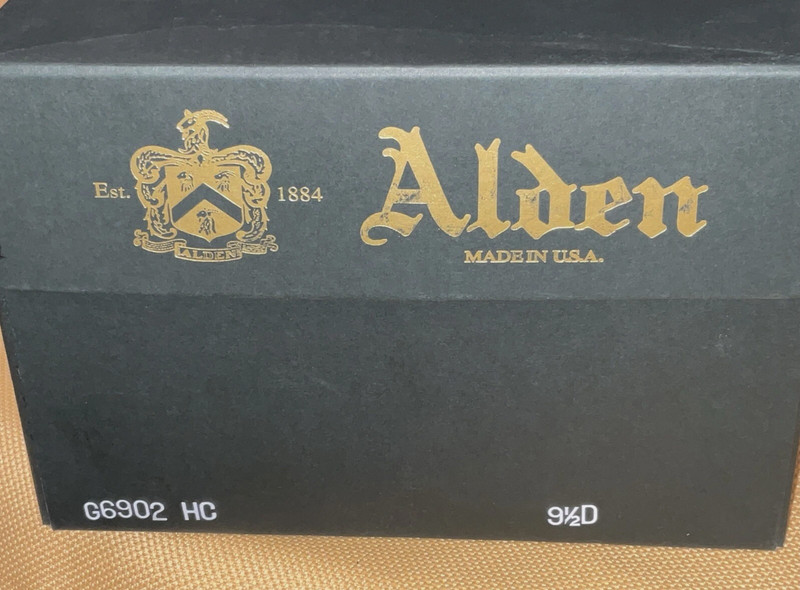 Est. 1884
ALDEN
Alden
MADE IN U.S.A.
G6902 HC
9½D